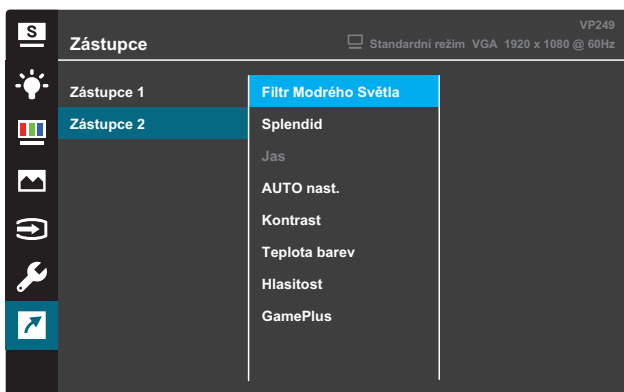 S
VP249
Zástupce
Standardni režim VGA 1920 x 1080 @ 60Hz
Zástupce 1
Zástupce 2
Filtr Modrého Světla
Splendid
Jas
AUTO nast.
Kontrast
Teplota barev
Hlasitost
GamePlus